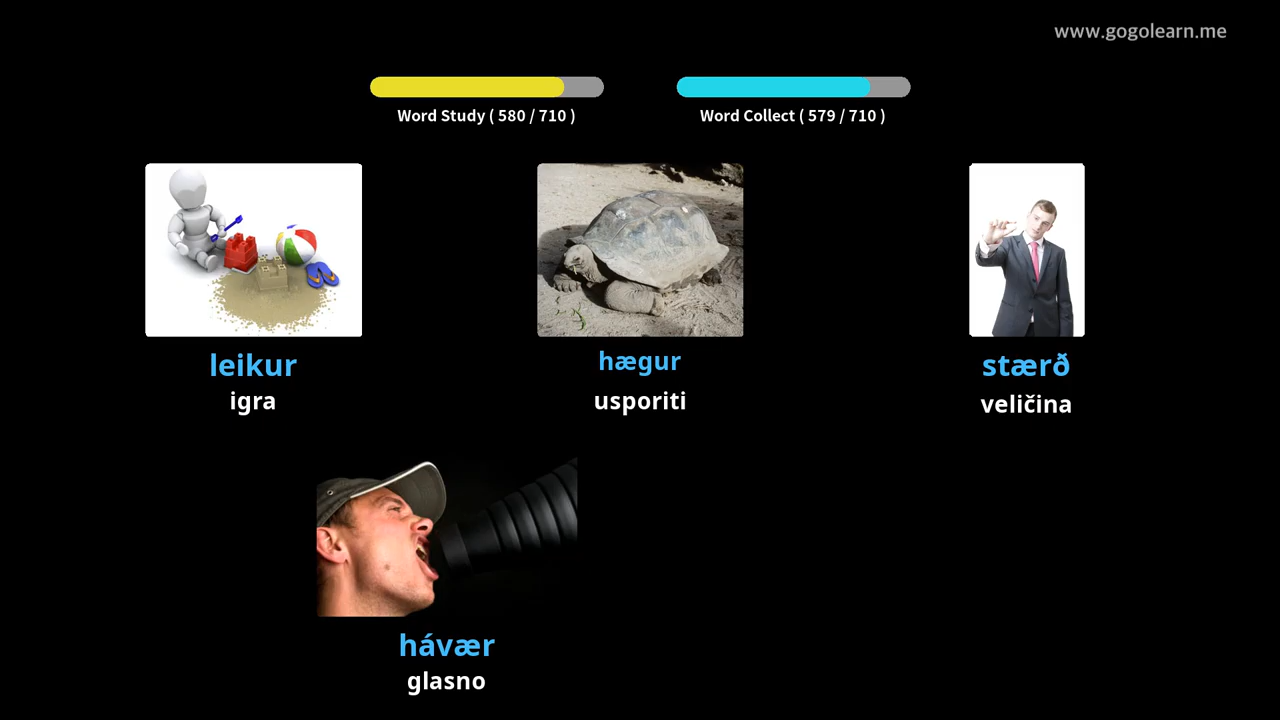 www.gogolearn.me
Word Study ( 580 / 710 )
Word Collect ( 579 / 710 )
leikur
igra
hægur
usporiti
stærð
veličina
hávær
glasno